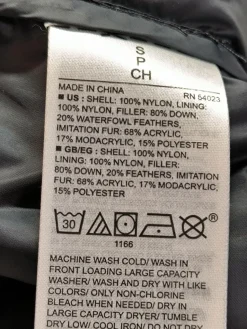 S
P
CH
MADE IN CHINA RN 54023
■ US : SHELL: 100% NYLON, LINING:
100% NYLON, FILLER: 80% DOWN,
20% WATERFOWL FEATHERS,
IMITATION FUR: 68% ACRYLIC,
17% MODACRYLIC, 15% POLYESTER
■ GB/EG : SHELL: 100% NYLON,
LINING: 100% NYLON, FILLER:
80% DOWN, 20% FEATHERS, IMITATION
FUR: 68% ACRYLIC, 17% MODACRYLIC,
15% POLYESTER
30 ®
1166
MACHINE WASH COLD/ WASH IN
FRONT LOADING LARGE CAPACITY
WASHER/ WASH AND DRY WITH LIKE
COLORS/ ONLY NON-CHLORINE
BLEACH WHEN NEEDED/ DRY IN
LARGE CAPACITY DRYER/ TUMBLE
DRY LOW/ COOL IRON/ DO NOT DRY